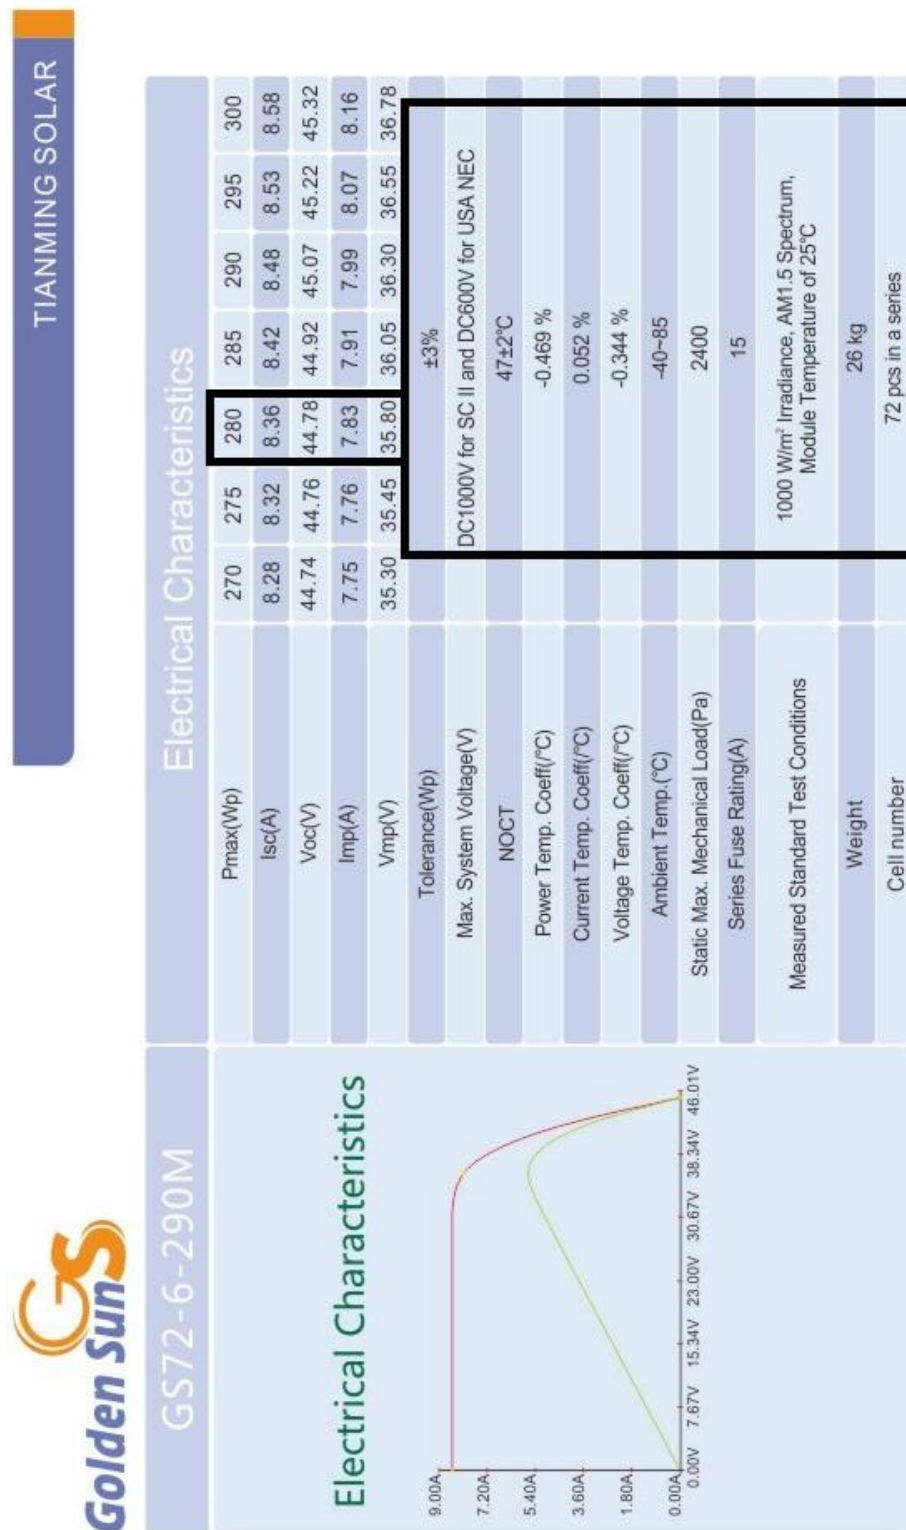 Golden Sun GS
TIANMING SOLAR
GS72-6-290M
Electrical Characteristics
9.00A
7.20A
5.40A
3.60A
1.80A
0.00A
0.00V 7.67V 15.34V 23.00V 30.67V 38.34V 46.01V
Electrical Characteristics
Pmax(Wp) 270 275 280 285 290 295 300
Isc(A) 8.28 8.32 8.36 8.42 8.48 8.53 8.58
Voc(V) 44.74 44.76 44.78 44.92 45.07 45.22 45.32
Imp(A) 7.75 7.76 7.83 7.91 7.99 8.07 8.16
Vmp(V) 35.30 35.45 35.80 36.05 36.30 36.55 36.78
Tolerance(Wp) ±3%
Max. System Voltage(V) DC1000V for SC II and DC600V for USA NEC
NOCT 47±2°C
Power Temp. Coeff(/°C) -0.469 %
Current Temp. Coeff(/°C) 0.052 %
Voltage Temp. Coeff(/°C) -0.344 %
Ambient Temp.(°C) -40~85
Static Max. Mechanical Load(Pa) 2400
Series Fuse Rating(A) 15
Measured Standard Test Conditions 1000 W/m² Irradiance, AM1.5 Spectrum,
Module Temperature of 25°C
Weight 26 kg
Cell number 72 pcs in a series